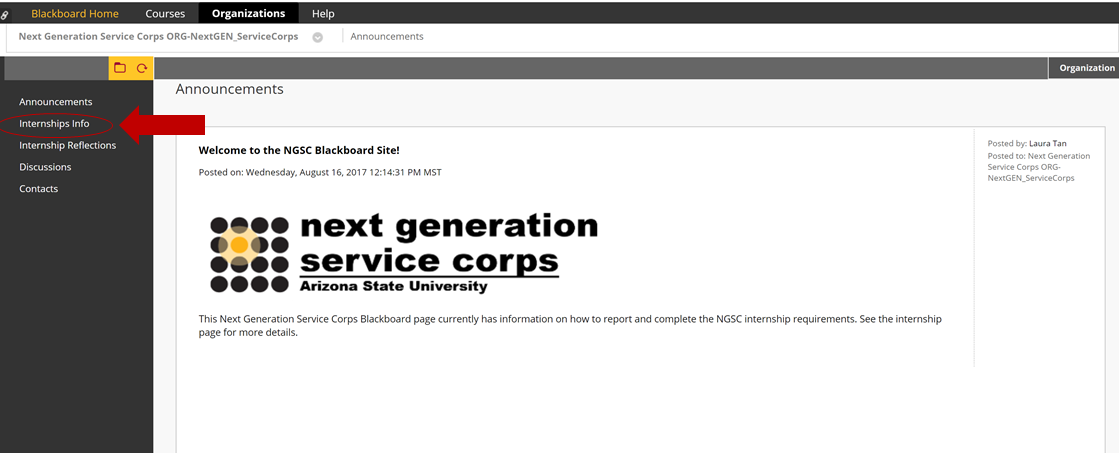 Blackboard Home Courses Organizations Help
Next Generation Service Corps ORG-NextGEN_ServiceCorps Announcements
Organization
Announcements
Internships Info
Internship Reflections
Discussions
Contacts
Announcements
Welcome to the NGSC Blackboard Site!
Posted on: Wednesday, August 16, 2017 12:14:31 PM MST
next generation
service corps
Arizona State University
This Next Generation Service Corps Blackboard page currently has information on how to report and complete the NGSC internship requirements. See the internship
page for more details.
Posted by: Laura Tan
Posted to: Next Generation
Service Corps ORG-
NextGEN_ServiceCorps